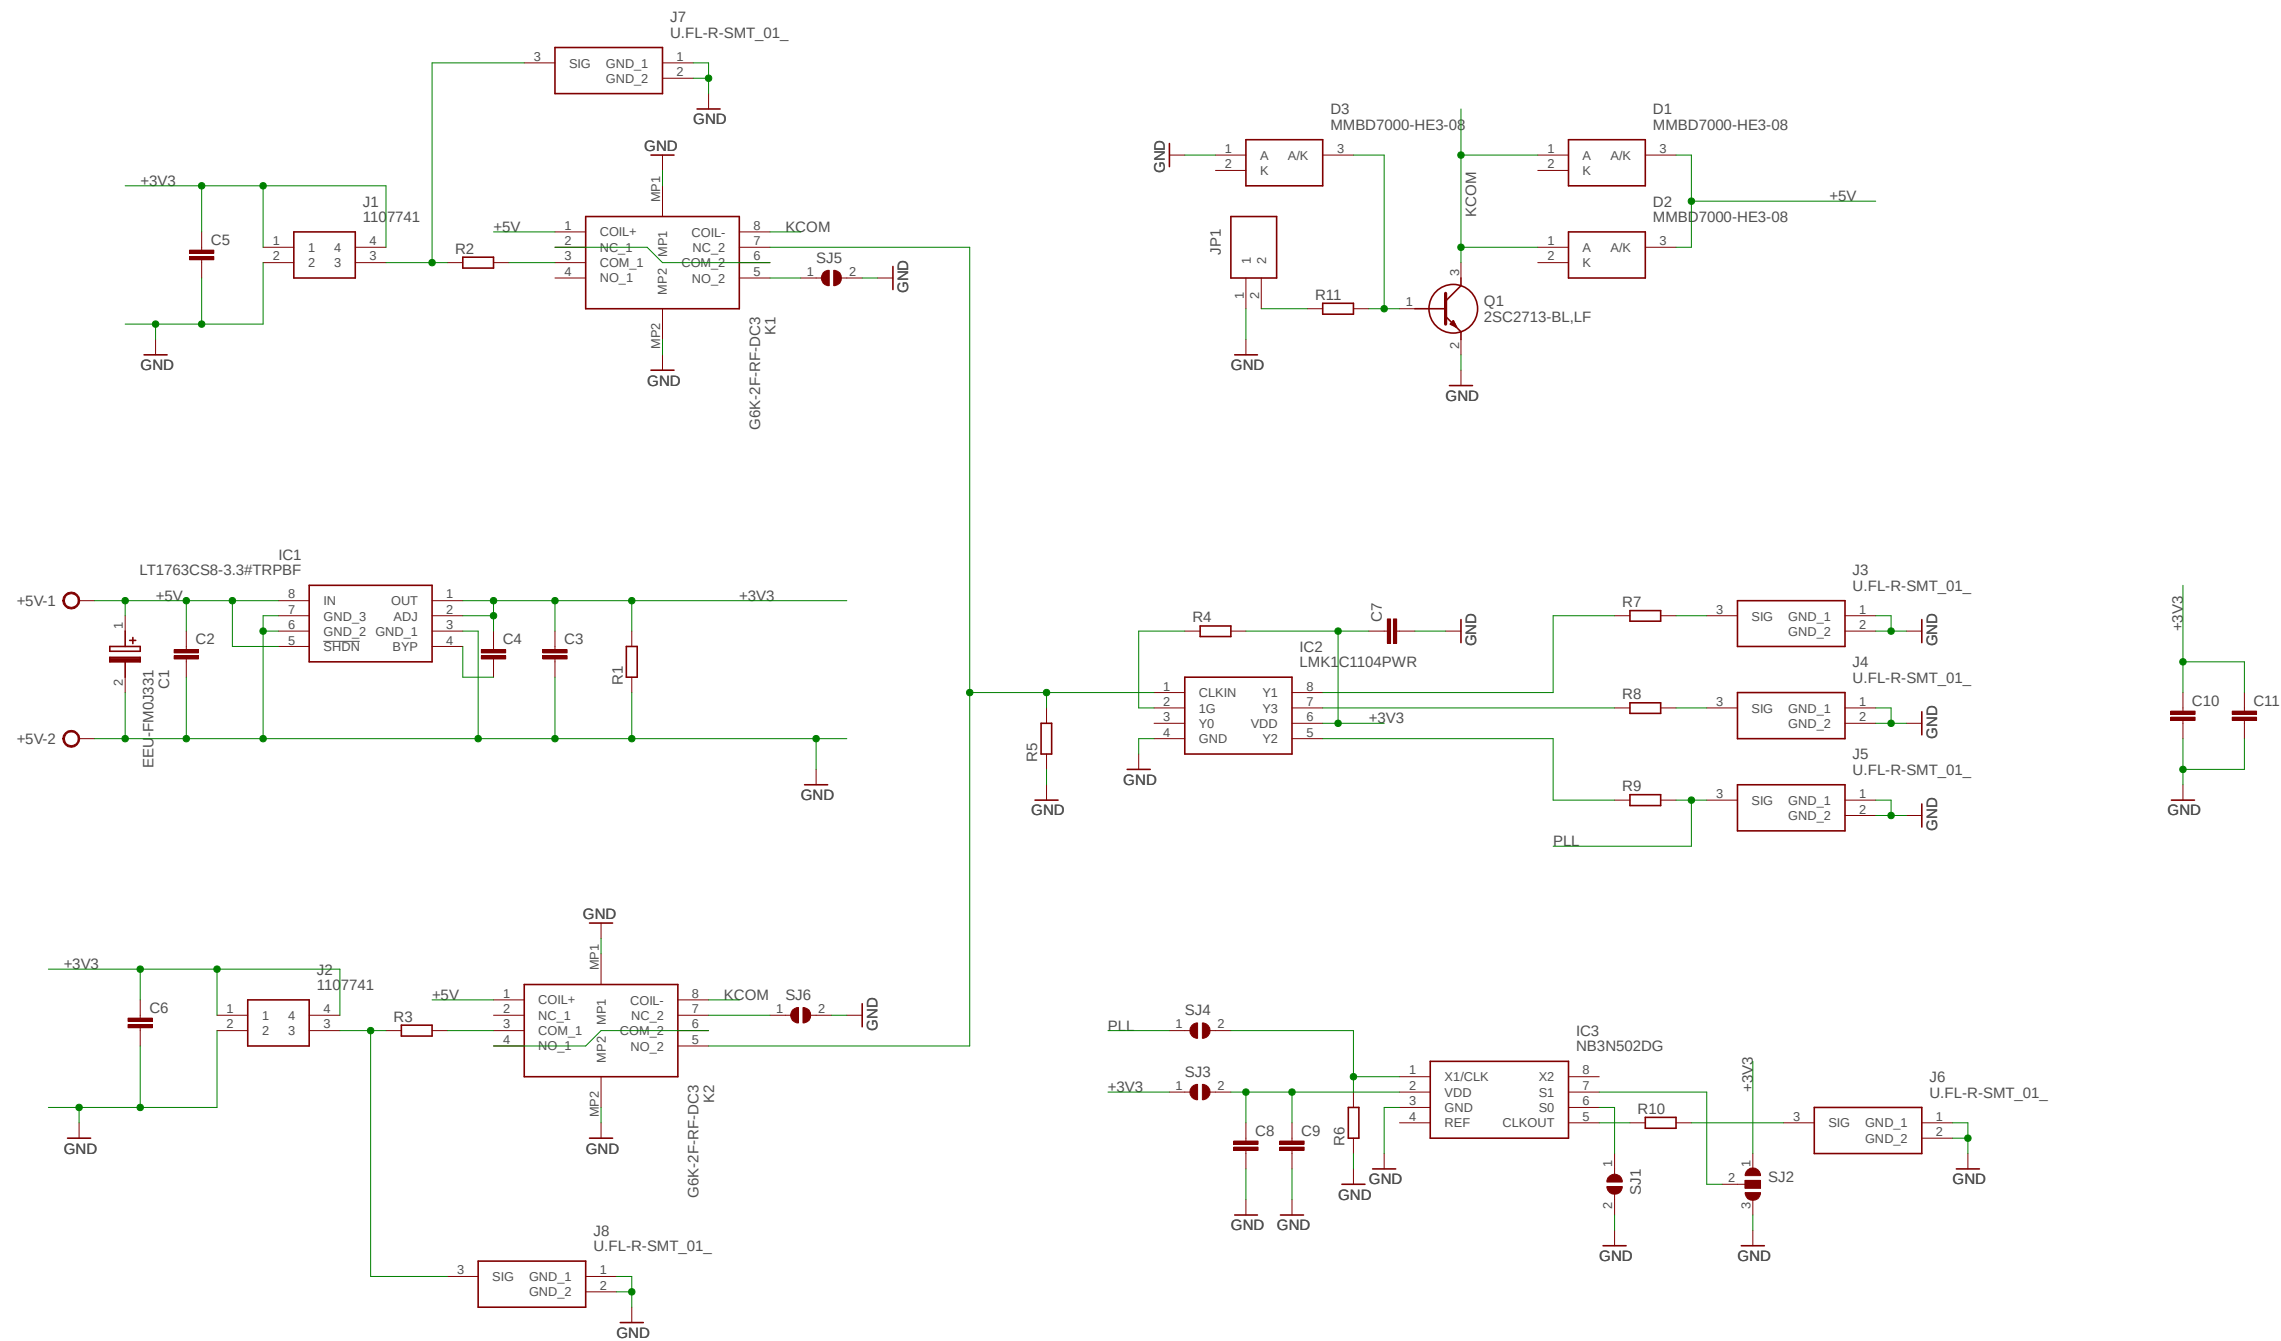 J7
U.FL-R-SMT_01_
3 SIG GND_1 1
GND_2 2
GND
+3V3
C5
J1
1107741
1 1 4 4
2 2 3 3
GND
R2
GND
MP1
+5V
1 COIL+ MP1 COIL- 8 KCOM
2 NC_1 NC_2 7
3 COM_1 COM_2 6
4 NO_1 MP2 NO_2 5
SJ5
1 2
GND
MP2
GND
G6K-2F-RF-DC3
K1
D3
MMBD7000-HE3-08
GND
1 A A/K 3
2 K
JP1
1 2
1 2
GND
R11
KCOM
D1
MMBD7000-HE3-08
1 A A/K 3
2 K
+5V
D2
MMBD7000-HE3-08
1 A A/K 3
2 K
3
1
2
Q1
2SC2713-BL,LF
GND
IC1
LT1763CS8-3.3#TRPBF
+5V-1
+5V
8 IN OUT 1
7 GND_3 ADJ 2
6 GND_2 GND_1 3
5 SHDN BYP 4
+3V3
1
+
2
C1
EEU-FM0J331
C2
C4
C3
R1
+5V-2
GND
R4
C7
GND
IC2
LMK1C1104PWR
1 CLKIN Y1 8
2 1G Y3 7
3 Y0 VDD 6
4 GND Y2 5
+3V3
R5
GND
GND
R7
J3
U.FL-R-SMT_01_
3 SIG GND_1 1
GND_2 2
GND
R8
J4
U.FL-R-SMT_01_
3 SIG GND_1 1
GND_2 2
GND
R9
J5
U.FL-R-SMT_01_
3 SIG GND_1 1
GND_2 2
GND
PLL
+3V3
C10
C11
GND
+3V3
C6
J2
1107741
1 1 4 4
2 2 3 3
GND
R3
GND
MP1
+5V
1 COIL+ MP1 COIL- 8 KCOM
2 NC_1 NC_2 7
3 COM_1 COM_2 6
4 NO_1 MP2 NO_2 5
SJ6
1 2
GND
MP2
GND
G6K-2F-RF-DC3
K2
J8
U.FL-R-SMT_01_
3 SIG GND_1 1
GND_2 2
GND
PLL
SJ4
1 2
+3V3
SJ3
1 2
C8
C9
R6
GND
GND
GND
GND
IC3
NB3N502DG
1 X1/CLK X2 8
2 VDD S1 7
3 GND S0 6
4 REF CLKOUT 5
R10
+3V3
1
SJ1
2
GND
1
2
SJ2
3
GND
J6
U.FL-R-SMT_01_
3 SIG GND_1 1
GND_2 2
GND